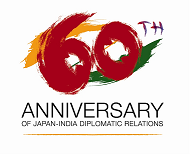 60TH
ANNIVERSARY
OF JAPAN-INDIA DIPLOMATIC RELATIONS